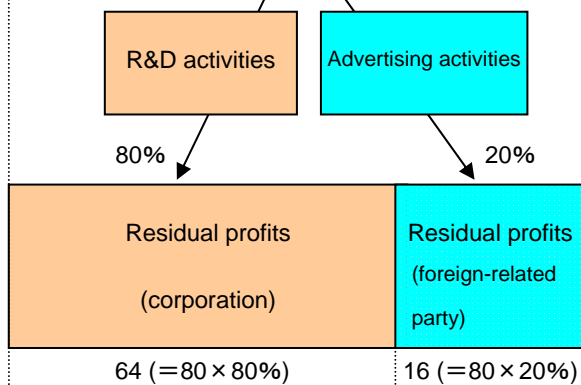 R&D activities
Advertising activities
80%
20%
Residual profits
(corporation)
Residual profits
(foreign-related
party)
64 (＝80×80%)
16 (＝80×20%)